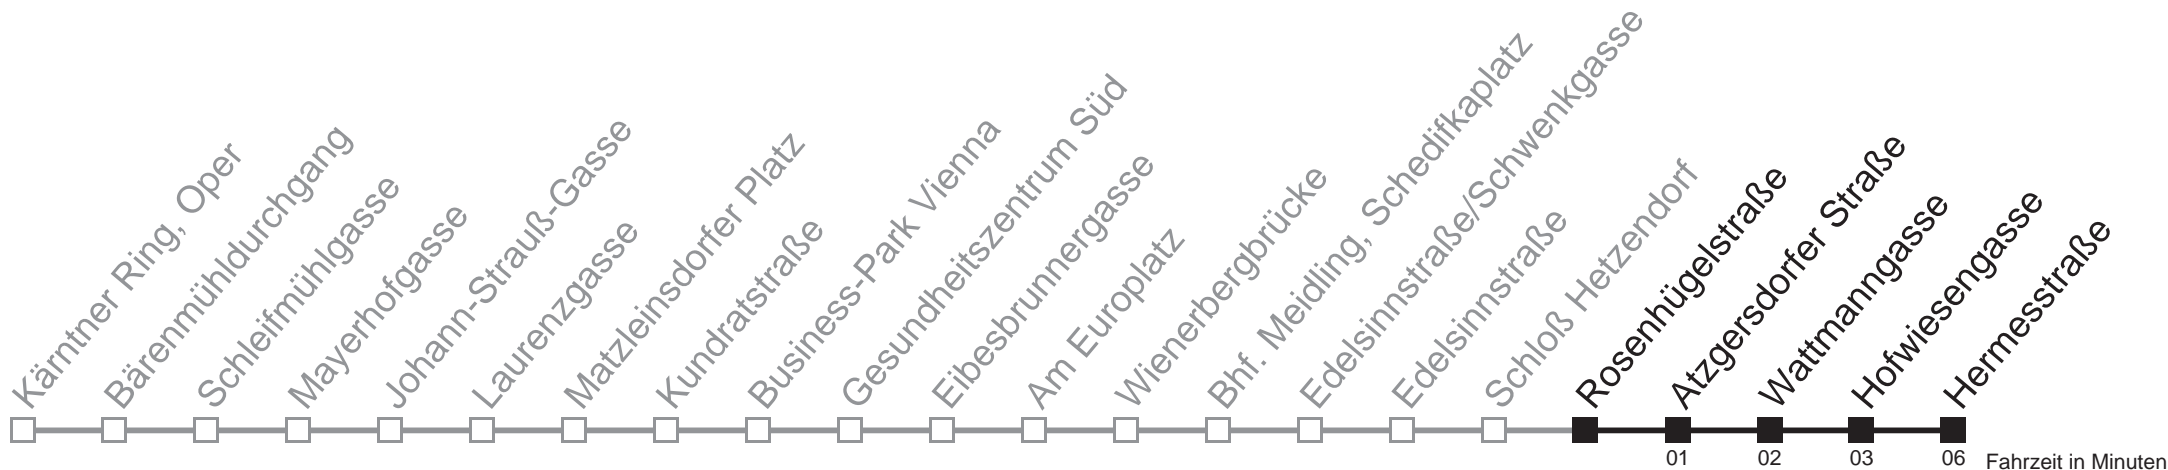 Kärntner Ring, Oper
Bärenmühldurchgang
Schleifmühlgasse
Mayerhofgasse
Johann-Strauß-Gasse
Laurenzgasse
Matzleinsdorfer Platz
Kundratstraße
Business-Park Vienna
Gesundheitszentrum Süd
Eibesbrunnergasse
Am Europlatz
Wienerbergbrücke
Bhf. Meidling, Schedifkaplatz
Edelsinnstraße/Schwenkgasse
Edelsinnstraße
Schloß Hetzendorf
Rosenhügelstraße
Atzgersdorfer Straße
Wattmanngasse
Hofwiesengasse
Hermesstraße
01 02 03 06 Fahrzeit in Minuten